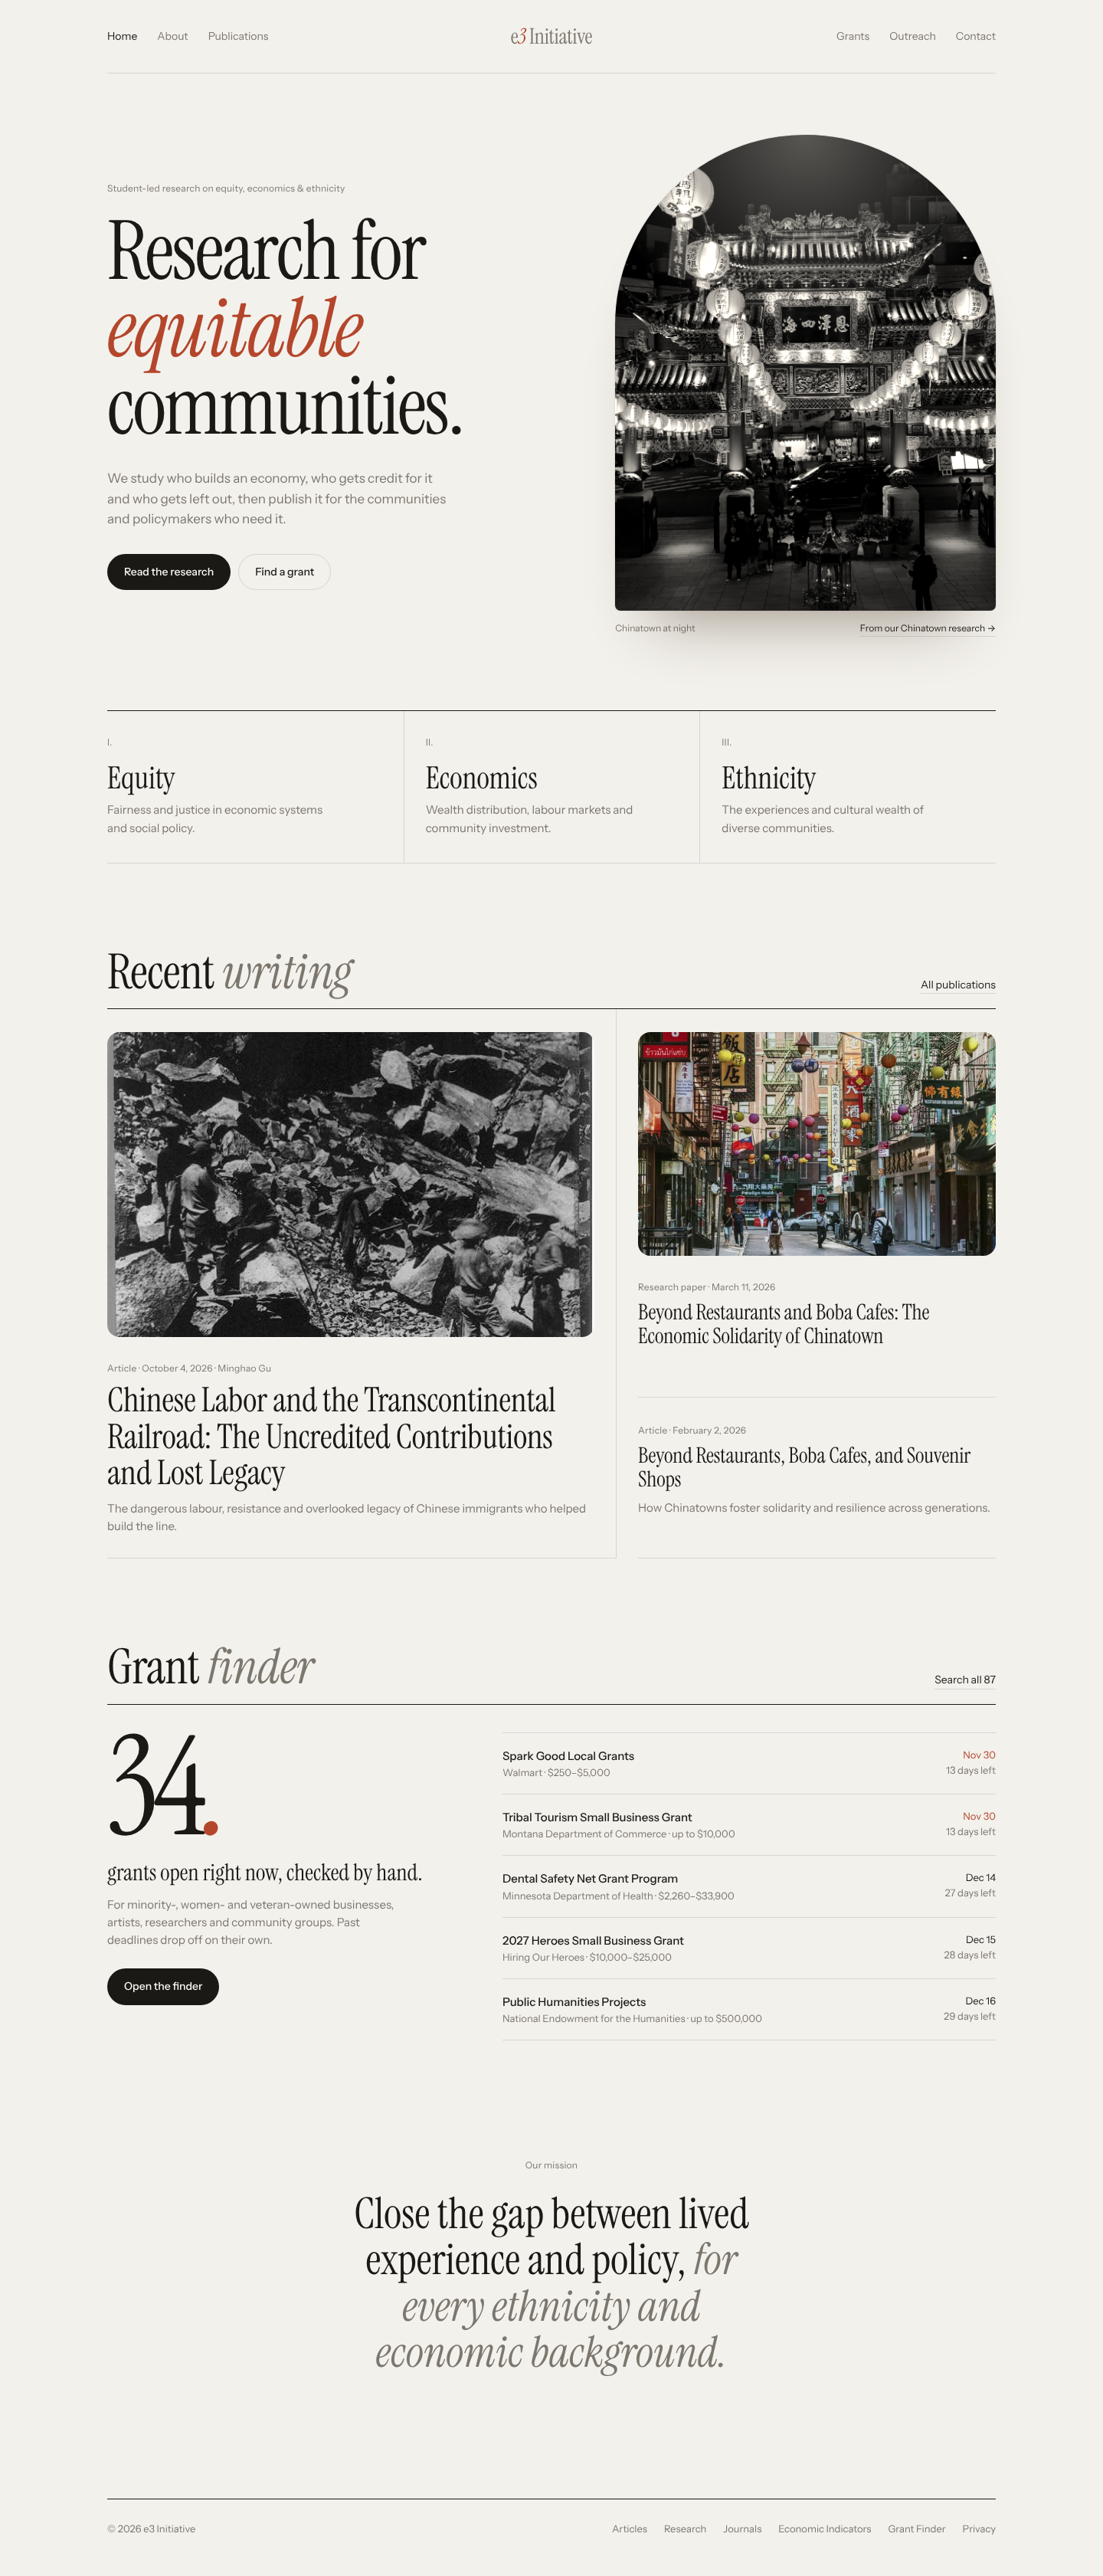 Home About Publications
e3 Initiative
Grants Outreach Contact
Student-led research on equity, economics & ethnicity
Research for
equitable
communities.
We study who builds an economy, who gets credit for it
and who gets left out, then publish it for the communities
and policymakers who need it.
Read the research
Find a grant
海四澤恩
Chinatown at night
From our Chinatown research →
I.
Equity
Fairness and justice in economic systems
and social policy.
II.
Economics
Wealth distribution, labour markets and
community investment.
III.
Ethnicity
The experiences and cultural wealth of
diverse communities.
Recent writing
All publications
飯店
大
酒
家
佛有緣
Article · October 4, 2026 · Minghao Gu
Chinese Labor and the Transcontinental
Railroad: The Uncredited Contributions
and Lost Legacy
The dangerous labour, resistance and overlooked legacy of Chinese immigrants who helped
build the line.
Research paper · March 11, 2026
Beyond Restaurants and Boba Cafes: The
Economic Solidarity of Chinatown
Article · February 2, 2026
Beyond Restaurants, Boba Cafes, and Souvenir
Shops
How Chinatowns foster solidarity and resilience across generations.
Grant finder
Search all 87
34.
grants open right now, checked by hand.
For minority-, women- and veteran-owned businesses,
artists, researchers and community groups. Past
deadlines drop off on their own.
Open the finder
Spark Good Local Grants
Walmart · $250–$5,000
Nov 30
13 days left
Tribal Tourism Small Business Grant
Montana Department of Commerce · up to $10,000
Nov 30
13 days left
Dental Safety Net Grant Program
Minnesota Department of Health · $2,260–$33,900
Dec 14
27 days left
2027 Heroes Small Business Grant
Hiring Our Heroes · $10,000–$25,000
Dec 15
28 days left
Public Humanities Projects
National Endowment for the Humanities · up to $500,000
Dec 16
29 days left
Our mission
Close the gap between lived
experience and policy, for
every ethnicity and
economic background.
© 2026 e3 Initiative
Articles Research Journals Economic Indicators Grant Finder Privacy